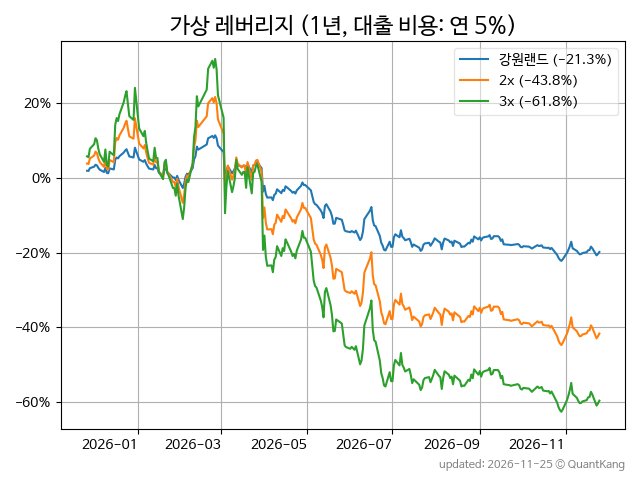 가상 레버리지 (1년, 대출 비용: 연 5%)
강원랜드 (−21.3%)
2x (−43.8%)
3x (−61.8%)
20%
0%
−20%
−40%
−60%
2026−01 2026−03 2026−05 2026−07 2026−09 2026−11
updated: 2026−11−25 © QuantKang